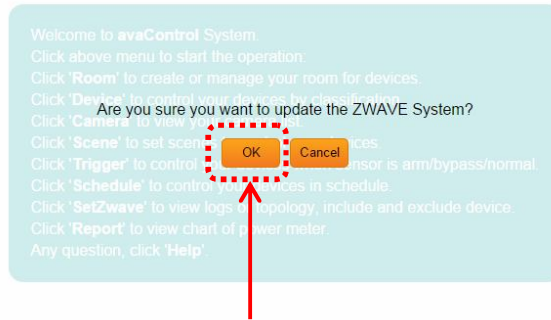 Welcome to avaControl System
Click above menu to start the operation:
Click 'Room' to create or manage your room for devices.
Click 'Device' to control your devices by classification.
Are you sure you want to update the ZWAVE System?
Click 'Camera' to view your list.
Click 'Scene' to set scenes devices.
OK
Cancel
Click 'Trigger' to control sensor is arm/bypass/normal.
Click 'Schedule' to control your devices in schedule.
Click 'SetZwave' to view logs of topology, include and exclude device.
Click 'Report' to view chart of power meter.
Any question, click 'Help'.